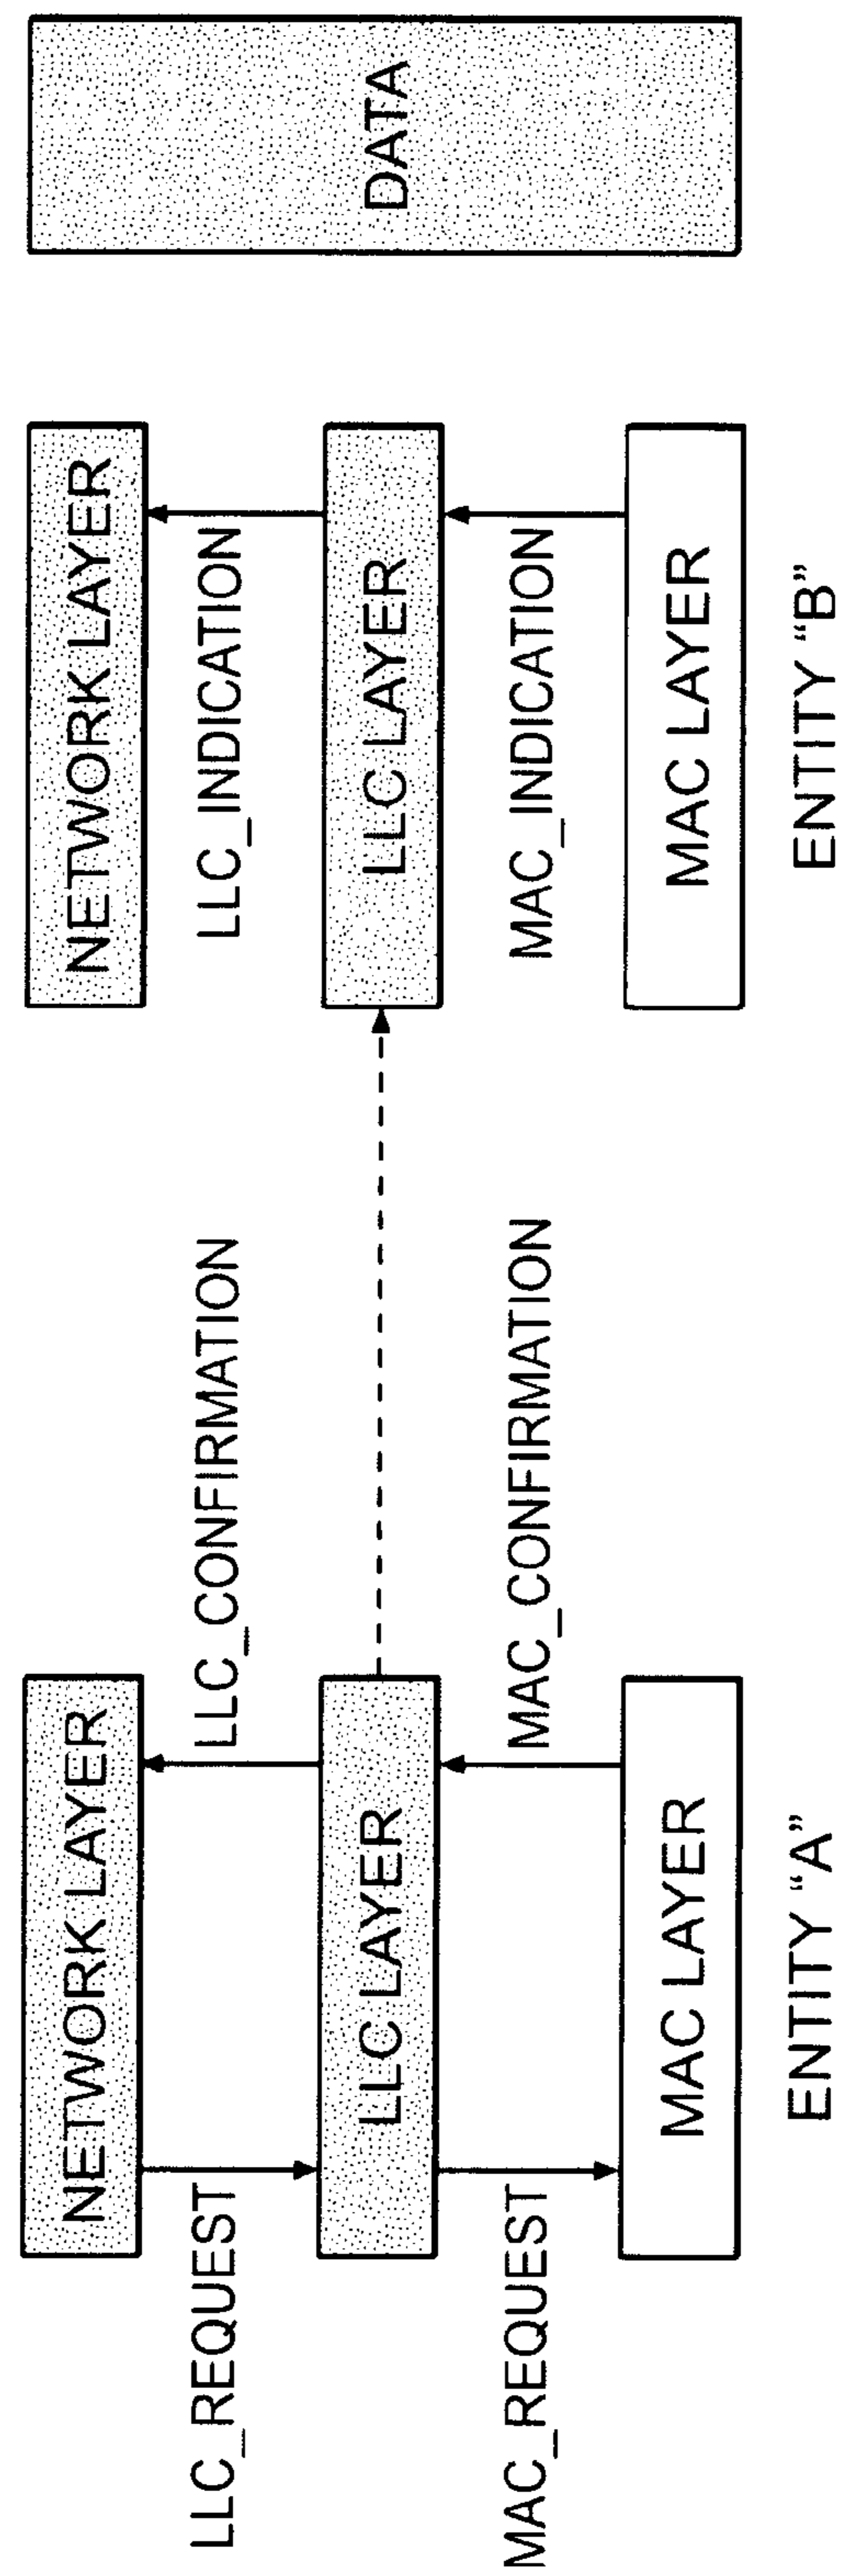 NETWORK LAYER
LLC_REQUEST
LLC_CONFIRMATION
LLC LAYER
MAC_REQUEST
MAC_CONFIRMATION
MAC LAYER
ENTITY “A”
NETWORK LAYER
LLC_INDICATION
LLC LAYER
MAC_INDICATION
MAC LAYER
ENTITY “B”
DATA